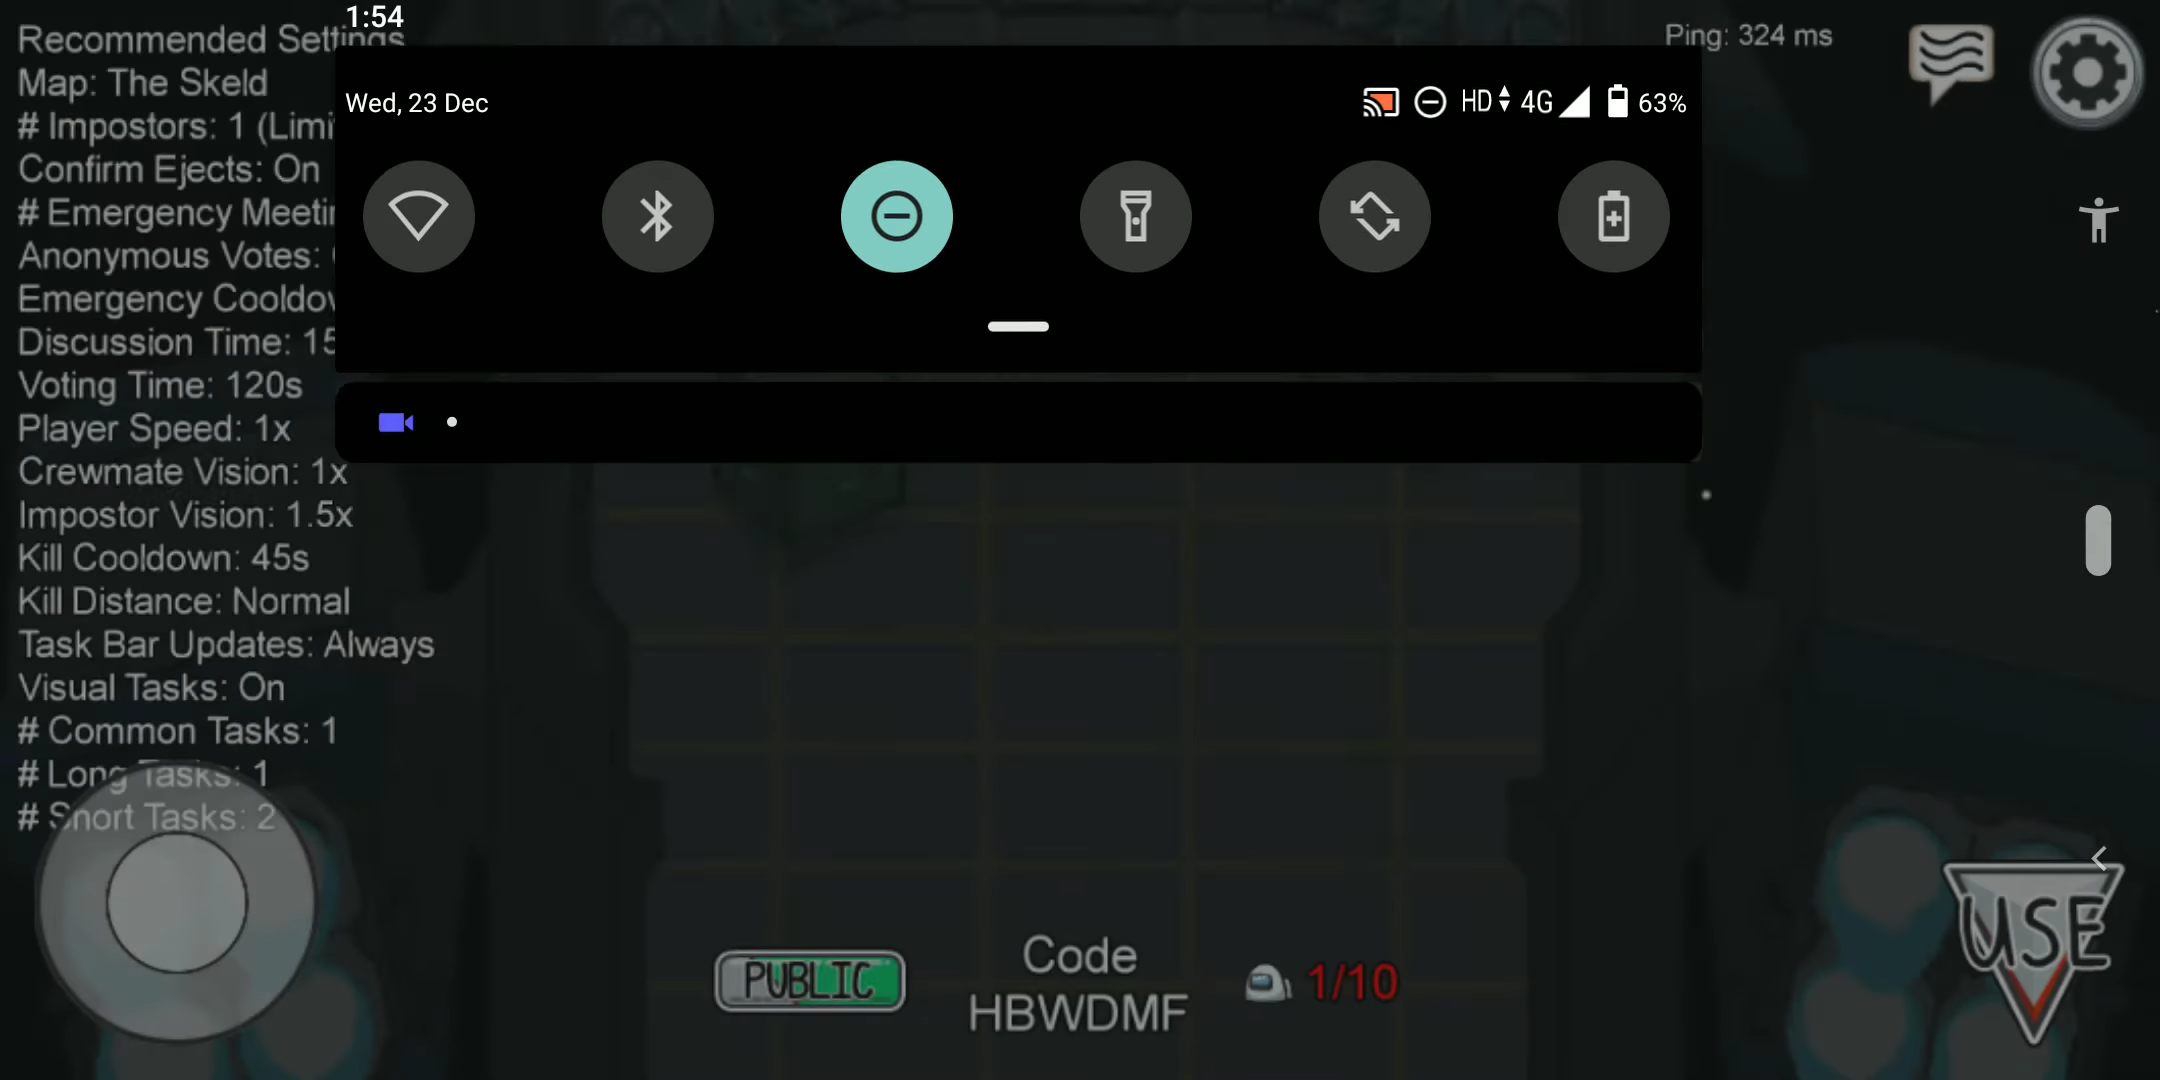 1:54
Recommended Settings
Ping: 324 ms
Map: The Skeld
Wed, 23 Dec
HD 4G 63%
# Impostors: 1 (Limi
Confirm Ejects: On
# Emergency Meetin
Anonymous Votes:
Emergency Cooldow
Discussion Time: 15
Voting Time: 120s
Player Speed: 1x
Crewmate Vision: 1x
Impostor Vision: 1.5x
Kill Cooldown: 45s
Kill Distance: Normal
Task Bar Updates: Always
Visual Tasks: On
# Common Tasks: 1
# Long Tasks: 1
# Short Tasks: 2
USE
PUBLIC
Code
HBWDMF
1/10